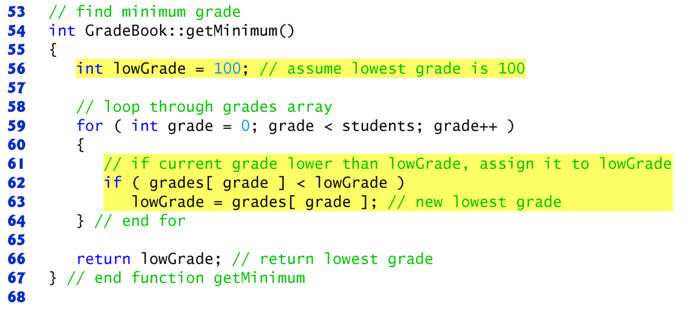 53 // find minimum grade
54 int GradeBook::getMinimum()
55 {
56 int lowGrade = 100; // assume lowest grade is 100
57
58 // loop through grades array
59 for ( int grade = 0; grade < students; grade++ )
60 {
61 // if current grade lower than lowGrade, assign it to lowGrade
62 if ( grades[ grade ] < lowGrade )
63 lowGrade = grades[ grade ]; // new lowest grade
64 } // end for
65
66 return lowGrade; // return lowest grade
67 } // end function getMinimum
68